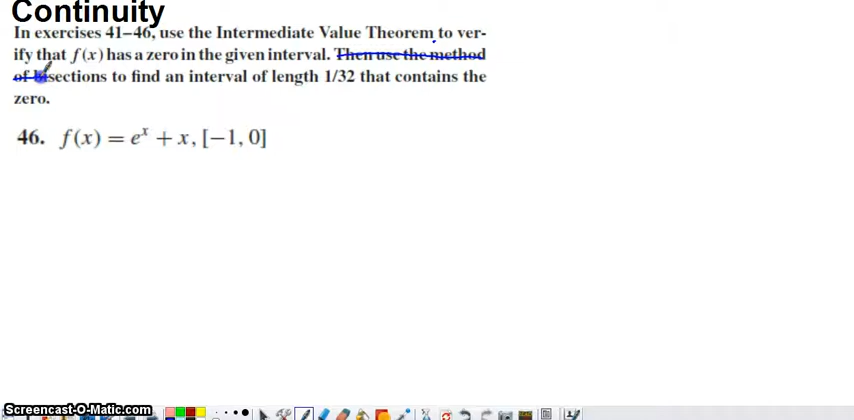 Continuity
In exercises 41–46, use the Intermediate Value Theorem to ver-
ify that f(x) has a zero in the given interval. Then use the method
of bisections to find an interval of length 1/32 that contains the
zero.
46. f(x) = eˣ + x, [−1, 0]
Screencast-O-Matic.com